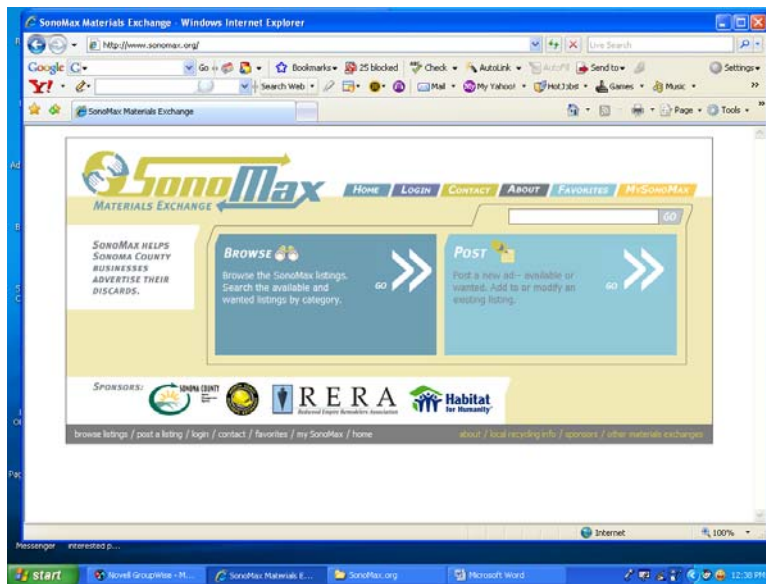 SonoMax Materials Exchange - Windows Internet Explorer
http://www.sonomax.org/
Live Search
Google
Go
Bookmarks
25 blocked
Check
AutoLink
AutoFill
Send to
Settings
Y!
Search Web
Mail
My Yahoo!
HotJobs
Games
Music
SonoMax Materials Exchange
Page
Tools
SonoMax
MATERIALS EXCHANGE
HOME
LOGIN
CONTACT
ABOUT
FAVORITES
MYSONOMAX
GO
SONOMAX HELPS
SONOMA COUNTY
BUSINESSES
ADVERTISE THEIR
DISCARDS.
BROWSE
Browse the SonoMax listings.
Search the available and
wanted listings by category.
GO
POST
Post a new ad-- available or
wanted. Add to or modify an
existing listing.
GO
SPONSORS:
SONOMA COUNTY
RERA
Redwood Empire Remodelers Association
Habitat
for Humanity
browse listings / post a listing / login / contact / favorites / my SonoMax / home
about / local recycling info / sponsors / other materials exchanges
Internet
100%
Messenger
interested p...
start
Novell GroupWise - M...
SonoMax Materials E...
SonoMax.org
Microsoft Word
12:38 PM